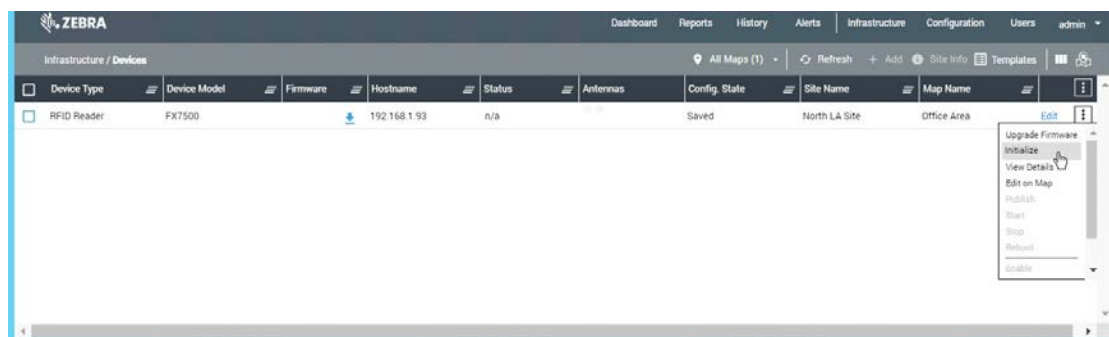 ZEBRA Dashboard Reports History Alerts Infrastructure Configuration Users admin
Infrastructure / Devices All Maps (1) Refresh + Add Site Info Templates
Device Type Device Model Firmware Hostname Status Antennas Config. State Site Name Map Name
RFID Reader FX7500 192.168.1.93 n/a Saved North LA Site Office Area Edit
Upgrade Firmware
Initialize
View Details
Edit on Map
Publish
Start
Stop
Reboot
Enable